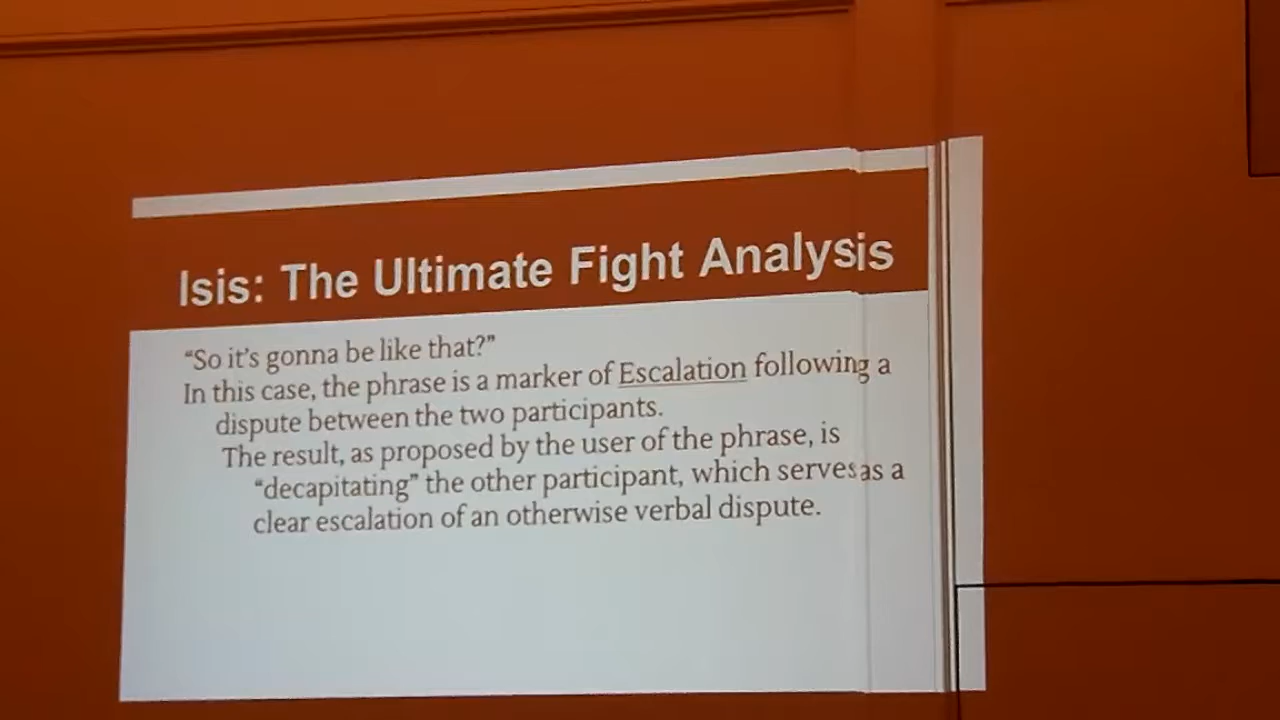 Isis: The Ultimate Fight Analysis
“So it’s gonna be like that?”
In this case, the phrase is a marker of Escalation following a
dispute between the two participants.
The result, as proposed by the user of the phrase, is
“decapitating” the other participant, which serves as a
clear escalation of an otherwise verbal dispute.